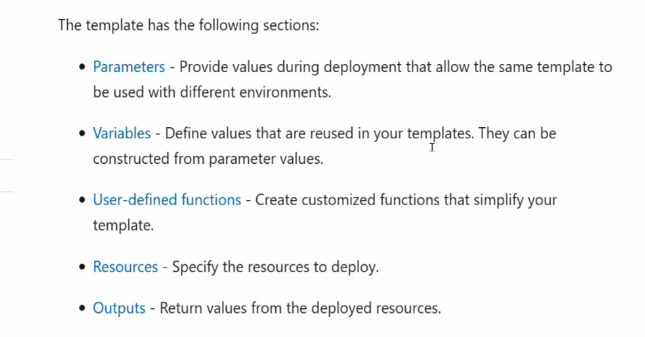 The template has the following sections:
• Parameters - Provide values during deployment that allow the same template to
be used with different environments.
• Variables - Define values that are reused in your templates. They can be
constructed from parameter values.
• User-defined functions - Create customized functions that simplify your
template.
• Resources - Specify the resources to deploy.
• Outputs - Return values from the deployed resources.